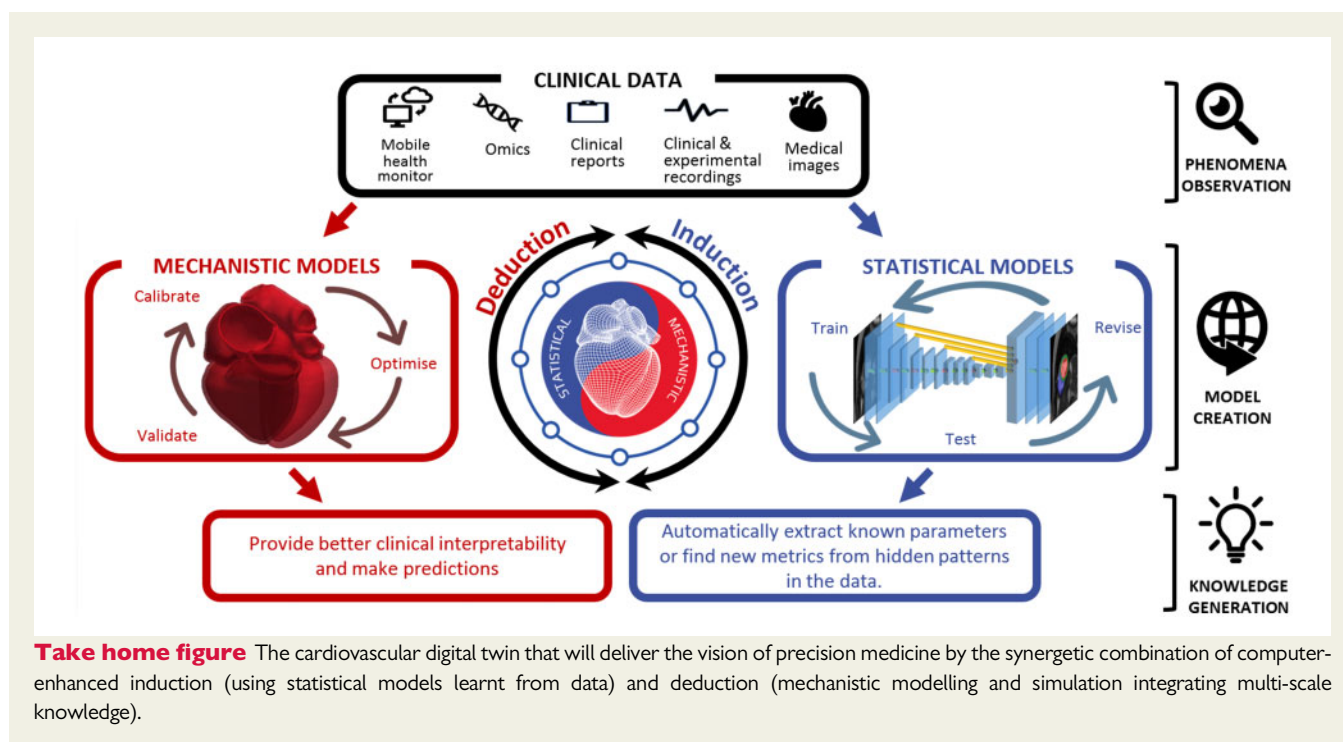 CLINICAL DATA
Mobile
health
monitor
Omics
Clinical
reports
Clinical &
experimental
recordings
Medical
images
PHENOMENA
OBSERVATION
MECHANISTIC MODELS
Calibrate
Optimise
Validate
Deduction
Induction
STATISTICAL
MECHANISTIC
STATISTICAL MODELS
Train
Revise
Test
MODEL
CREATION
Provide better clinical interpretability
and make predictions
Automatically extract known parameters
or find new metrics from hidden patterns
in the data.
KNOWLEDGE
GENERATION
Take home figure The cardiovascular digital twin that will deliver the vision of precision medicine by the synergetic combination of computer-
enhanced induction (using statistical models learnt from data) and deduction (mechanistic modelling and simulation integrating multi-scale
knowledge).